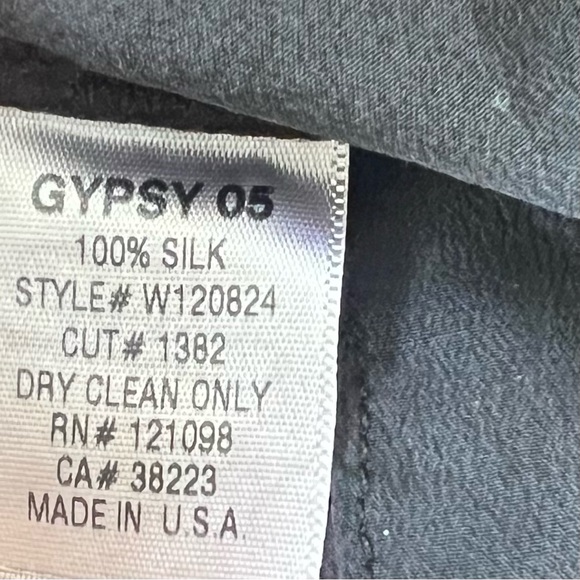 GYPSY 05
100% SILK
STYLE# W120824
CUT# 1382
DRY CLEAN ONLY
RN# 121098
CA# 38223
MADE IN U.S.A.